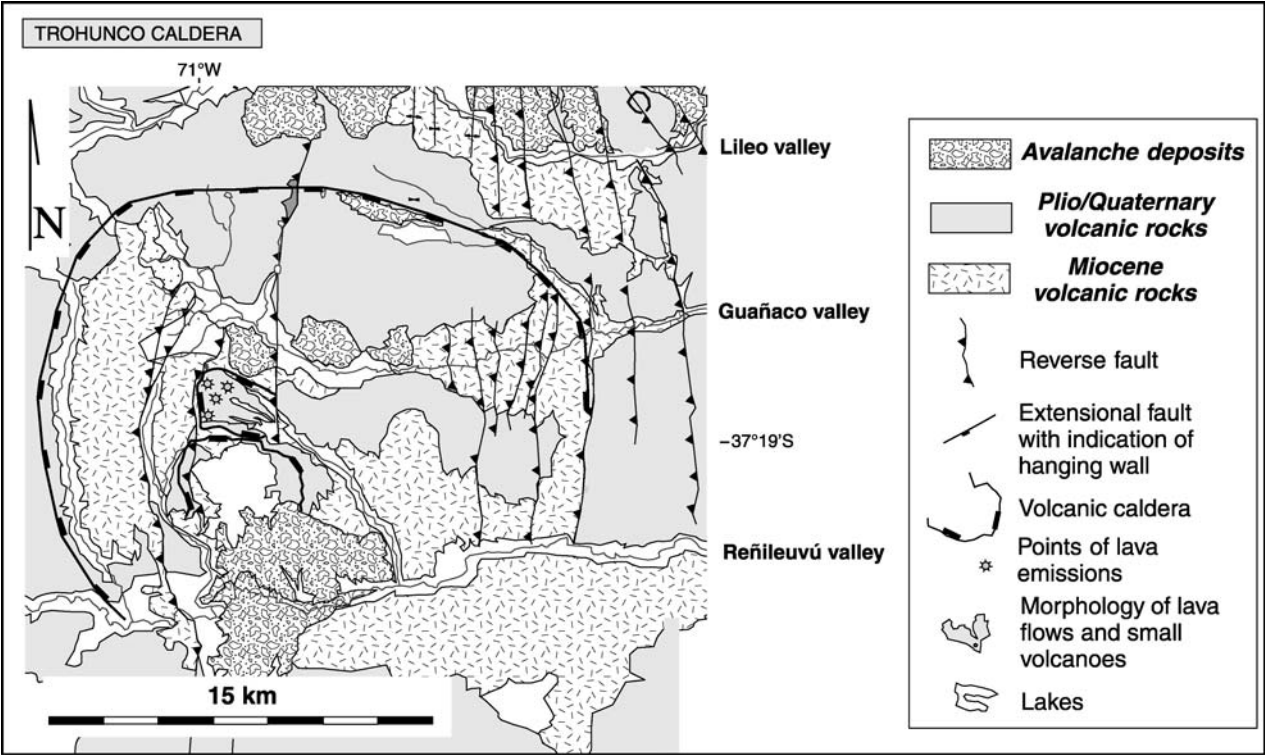 TROHUNCO CALDERA
71°W
N
Lileo valley
Guañaco valley
–37°19'S
Reñileuvú valley
15 km
Avalanche deposits
Plio/Quaternary
volcanic rocks
Miocene
volcanic rocks
Reverse fault
Extensional fault
with indication of
hanging wall
Volcanic caldera
Points of lava
emissions
Morphology of lava
flows and small
volcanoes
Lakes